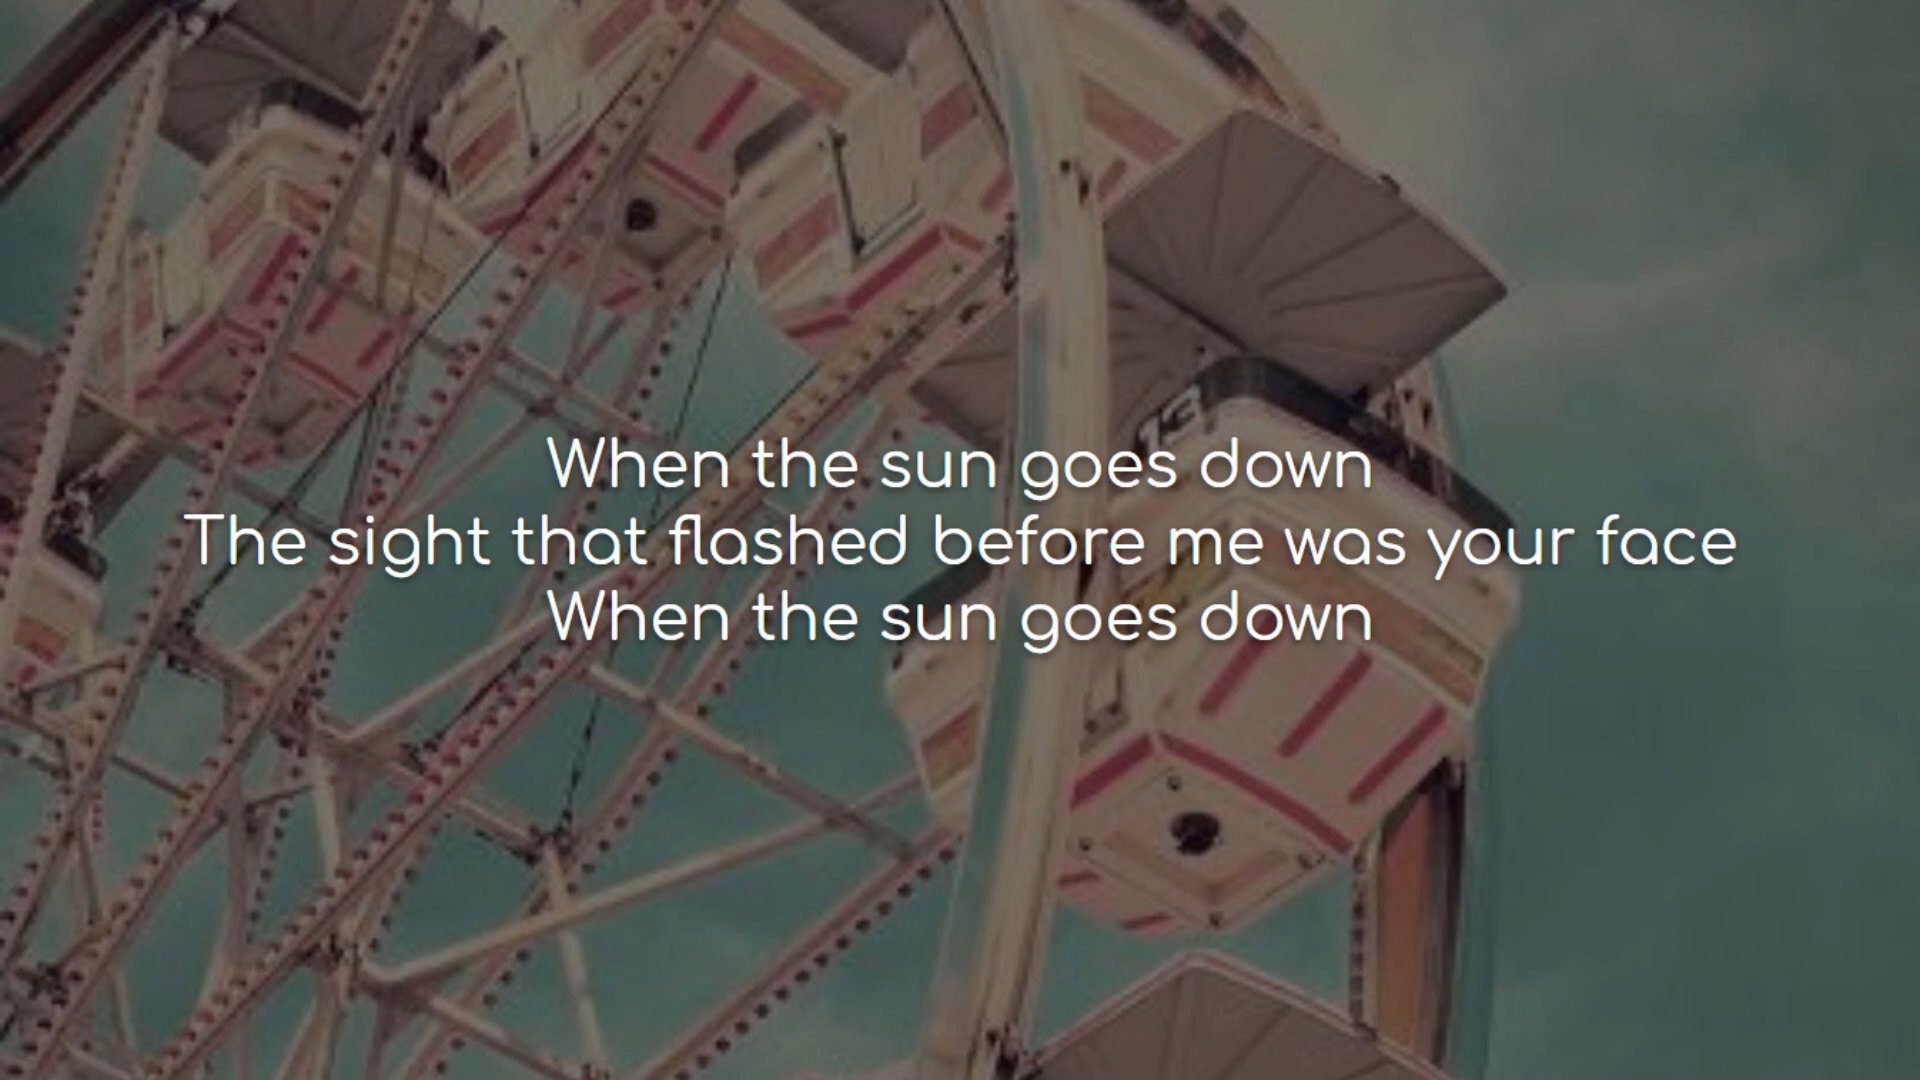 13
When the sun goes down
The sight that flashed before me was your face
When the sun goes down